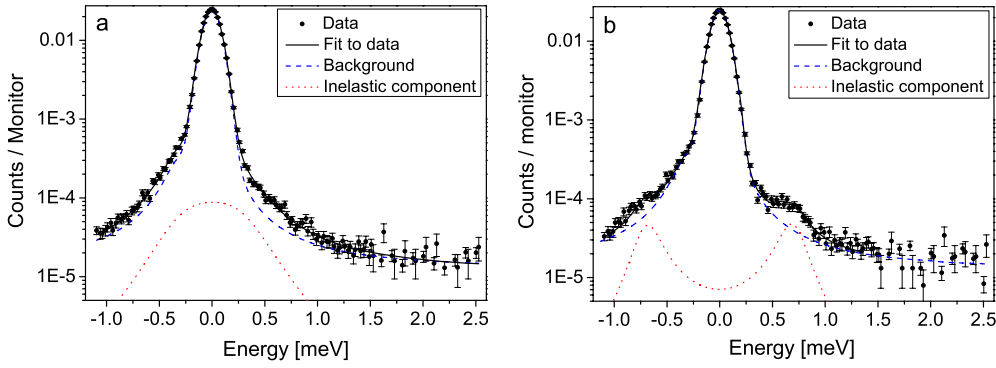 a
Data
Fit to data
Background
Inelastic component
0.01
1E-3
1E-4
1E-5
Counts / Monitor
-1.0 -0.5 0.0 0.5 1.0 1.5 2.0 2.5
Energy [meV]
b
Data
Fit to data
Background
Inelastic component
0.01
1E-3
1E-4
1E-5
Counts / monitor
-1.0 -0.5 0.0 0.5 1.0 1.5 2.0 2.5
Energy [meV]